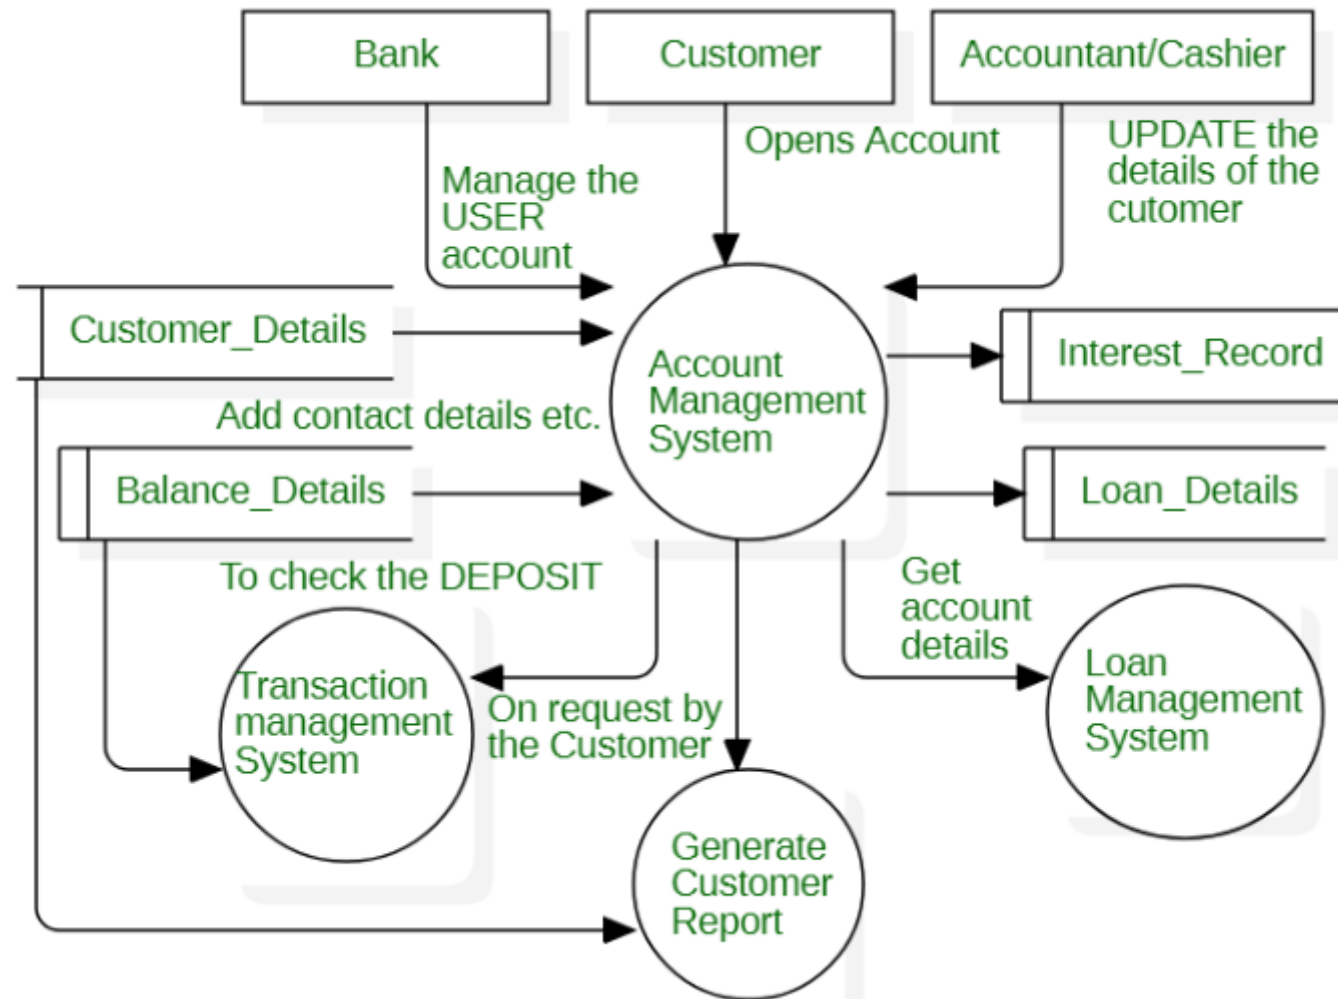 Bank
Customer
Accountant/Cashier
Opens Account
UPDATE the
details of the
cutomer
Manage the
USER
account
Customer_Details
Account
Management
System
Interest_Record
Add contact details etc.
Balance_Details
Loan_Details
To check the DEPOSIT
Get
account
details
Transaction
management
System
On request by
the Customer
Loan
Management
System
Generate
Customer
Report